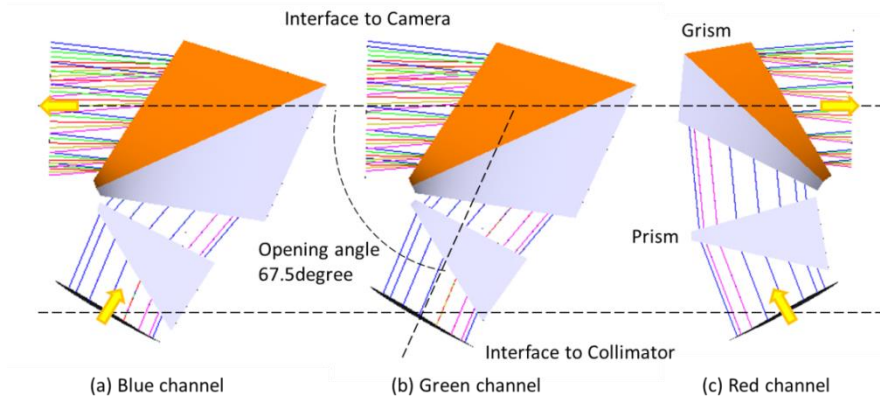 Interface to Camera
Grism
Opening angle
67.5degree
Prism
Interface to Collimator
(a) Blue channel
(b) Green channel
(c) Red channel